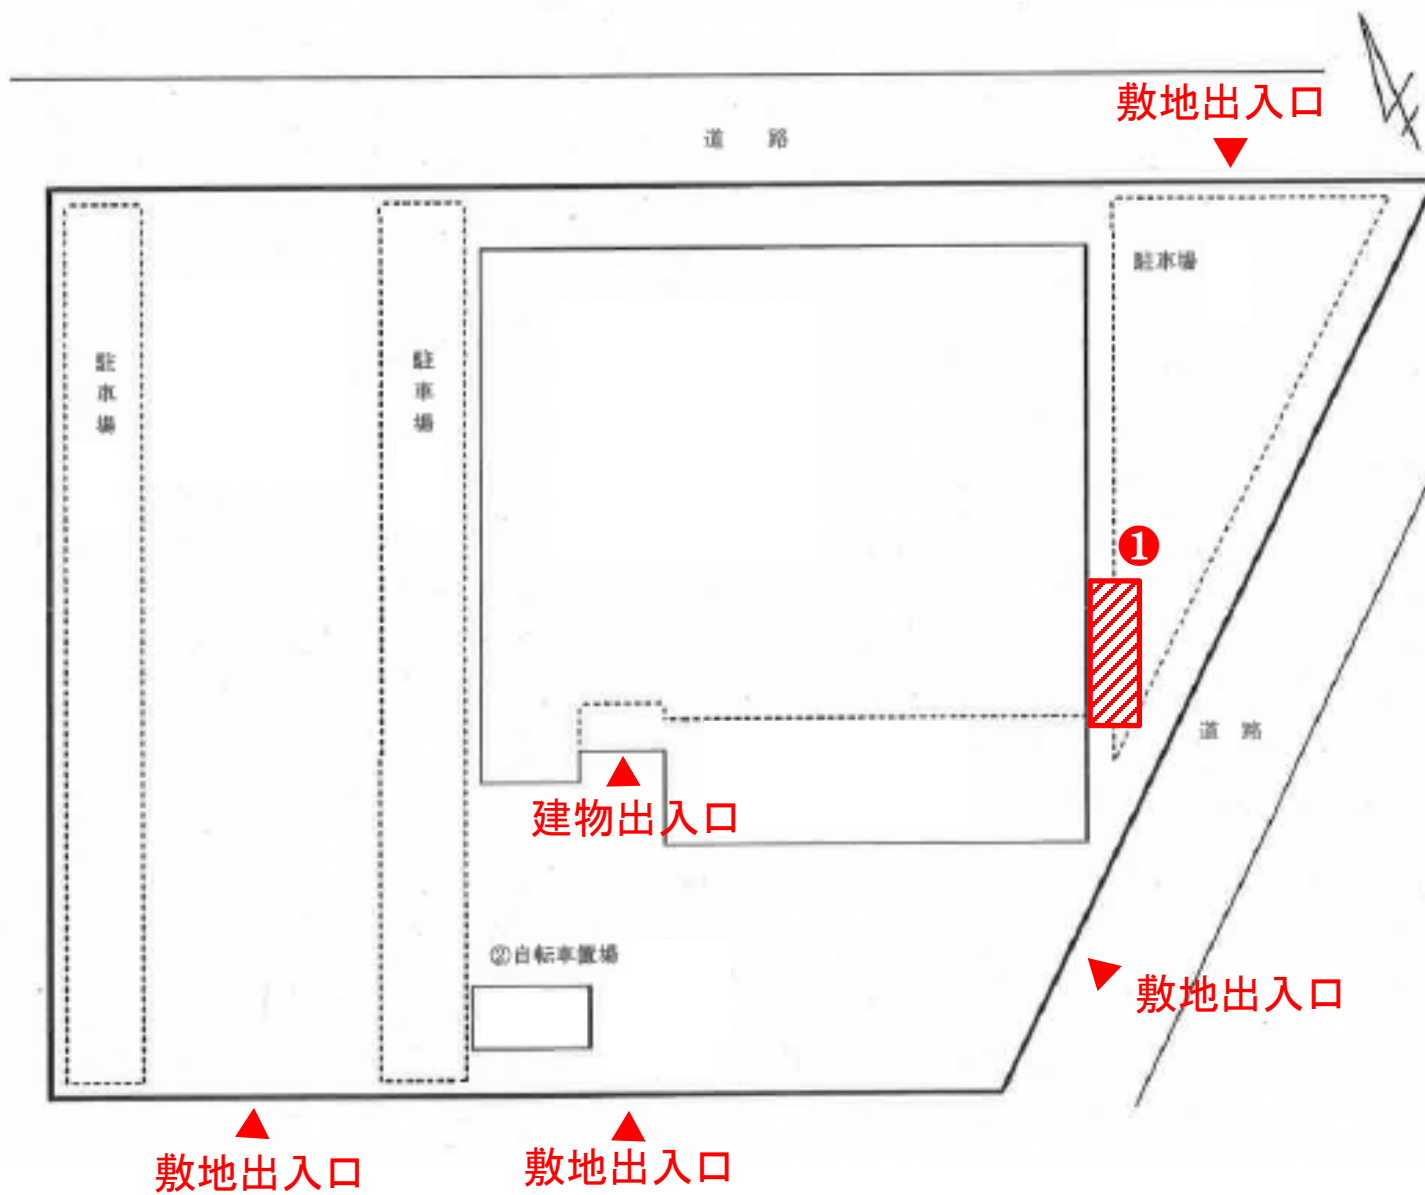 敷地出入口
道 路
駐車場
駐車場
駐車場
❶
道 路
建物出入口
②自転車置場
敷地出入口
敷地出入口
敷地出入口